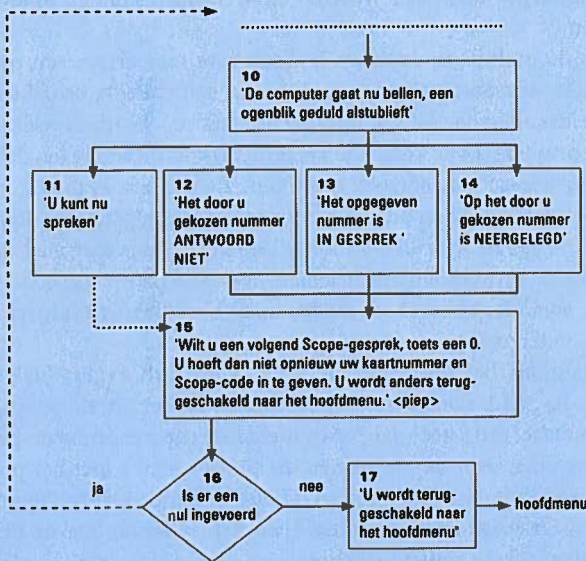 10
'De computer gaat nu bellen, een
ogenblik geduld alstublieft'
11
'U kunt nu
spreken'
12
'Het door u
gekozen nummer
ANTWOORD
NIET'
13
'Het opgegeven
nummer is
IN GESPREK '
14
'Op het door u
gekozen nummer
is NEERGELEGD'
15
'Wilt u een volgend Scope-gesprek, toets een 0.
U hoeft dan niet opnieuw uw kaartnummer en
Scope-code in te geven. U wordt anders terug-
geschakeld naar het hoofdmenu.' <piep>
ja
16
Is er een
nul ingevoerd
nee
17
'U wordt terug-
geschakeld naar
het hoofdmenu"
hoofdmenu